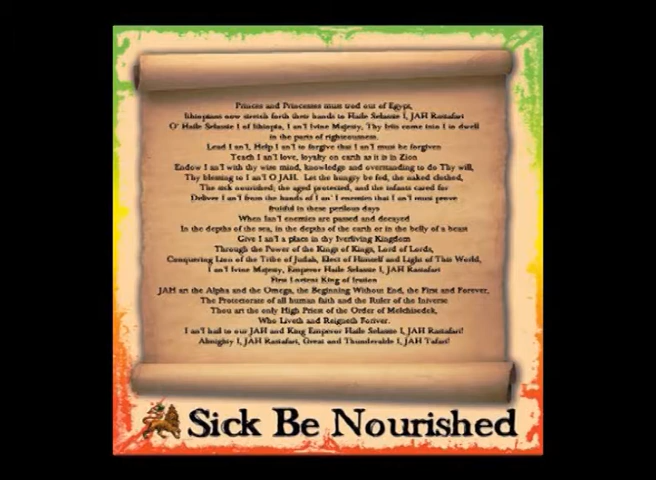 Princes and Princesses must trod out of Egypt,
Ithiopians now stretch forth their hands to Haile Selassie I, JAH Rastafari
O' Haile Selassie I of Ithiopia, I an'I Ivine Majesty, Thy Irits come into I to dwell
in the parts of righteousness.
Lead I an'I, Help I an'I to forgive that I an'I must be forgiven
Teach I an'I love, loyalty on earth as it is in Zion
Endow I an'I with thy wise mind, knowledge and overstanding to do Thy will,
Thy blessing to I an'I O JAH. Let the hungry be fed, the naked clothed,
The sick nourished; the aged protected, and the infants cared for
Deliver I an'I from the hands of I an' I enemies that I an'I must prove
fruitful in these perilous days
When Ian'I enemies are passed and decayed
In the depths of the sea, in the depths of the earth or in the belly of a beast
Give I an'I a place in thy Iverliving Kingdom
Through the Power of the Kings of Kings, Lord of Lords,
Conquering Lion of the Tribe of Judah, Elect of Himself and Light of This World,
I an'I Ivine Majesty, Emperor Haile Selassie I, JAH Rastafari
First Ancient King of Iration
JAH art the Alpha and the Omega, the Beginning Without End, the First and Forever,
The Protectorate of all human faith and the Ruler of the Iniverse
Thou art the only High Priest of the Order of Melchisedek,
Who Liveth and Reigneth Foriver.
I an'I hail to our JAH and King Emperor Haile Selassie I, JAH Rastafari!
Almighty I, JAH Rastafari, Great and Thunderable I, JAH Tafari!
Sick Be Nourished